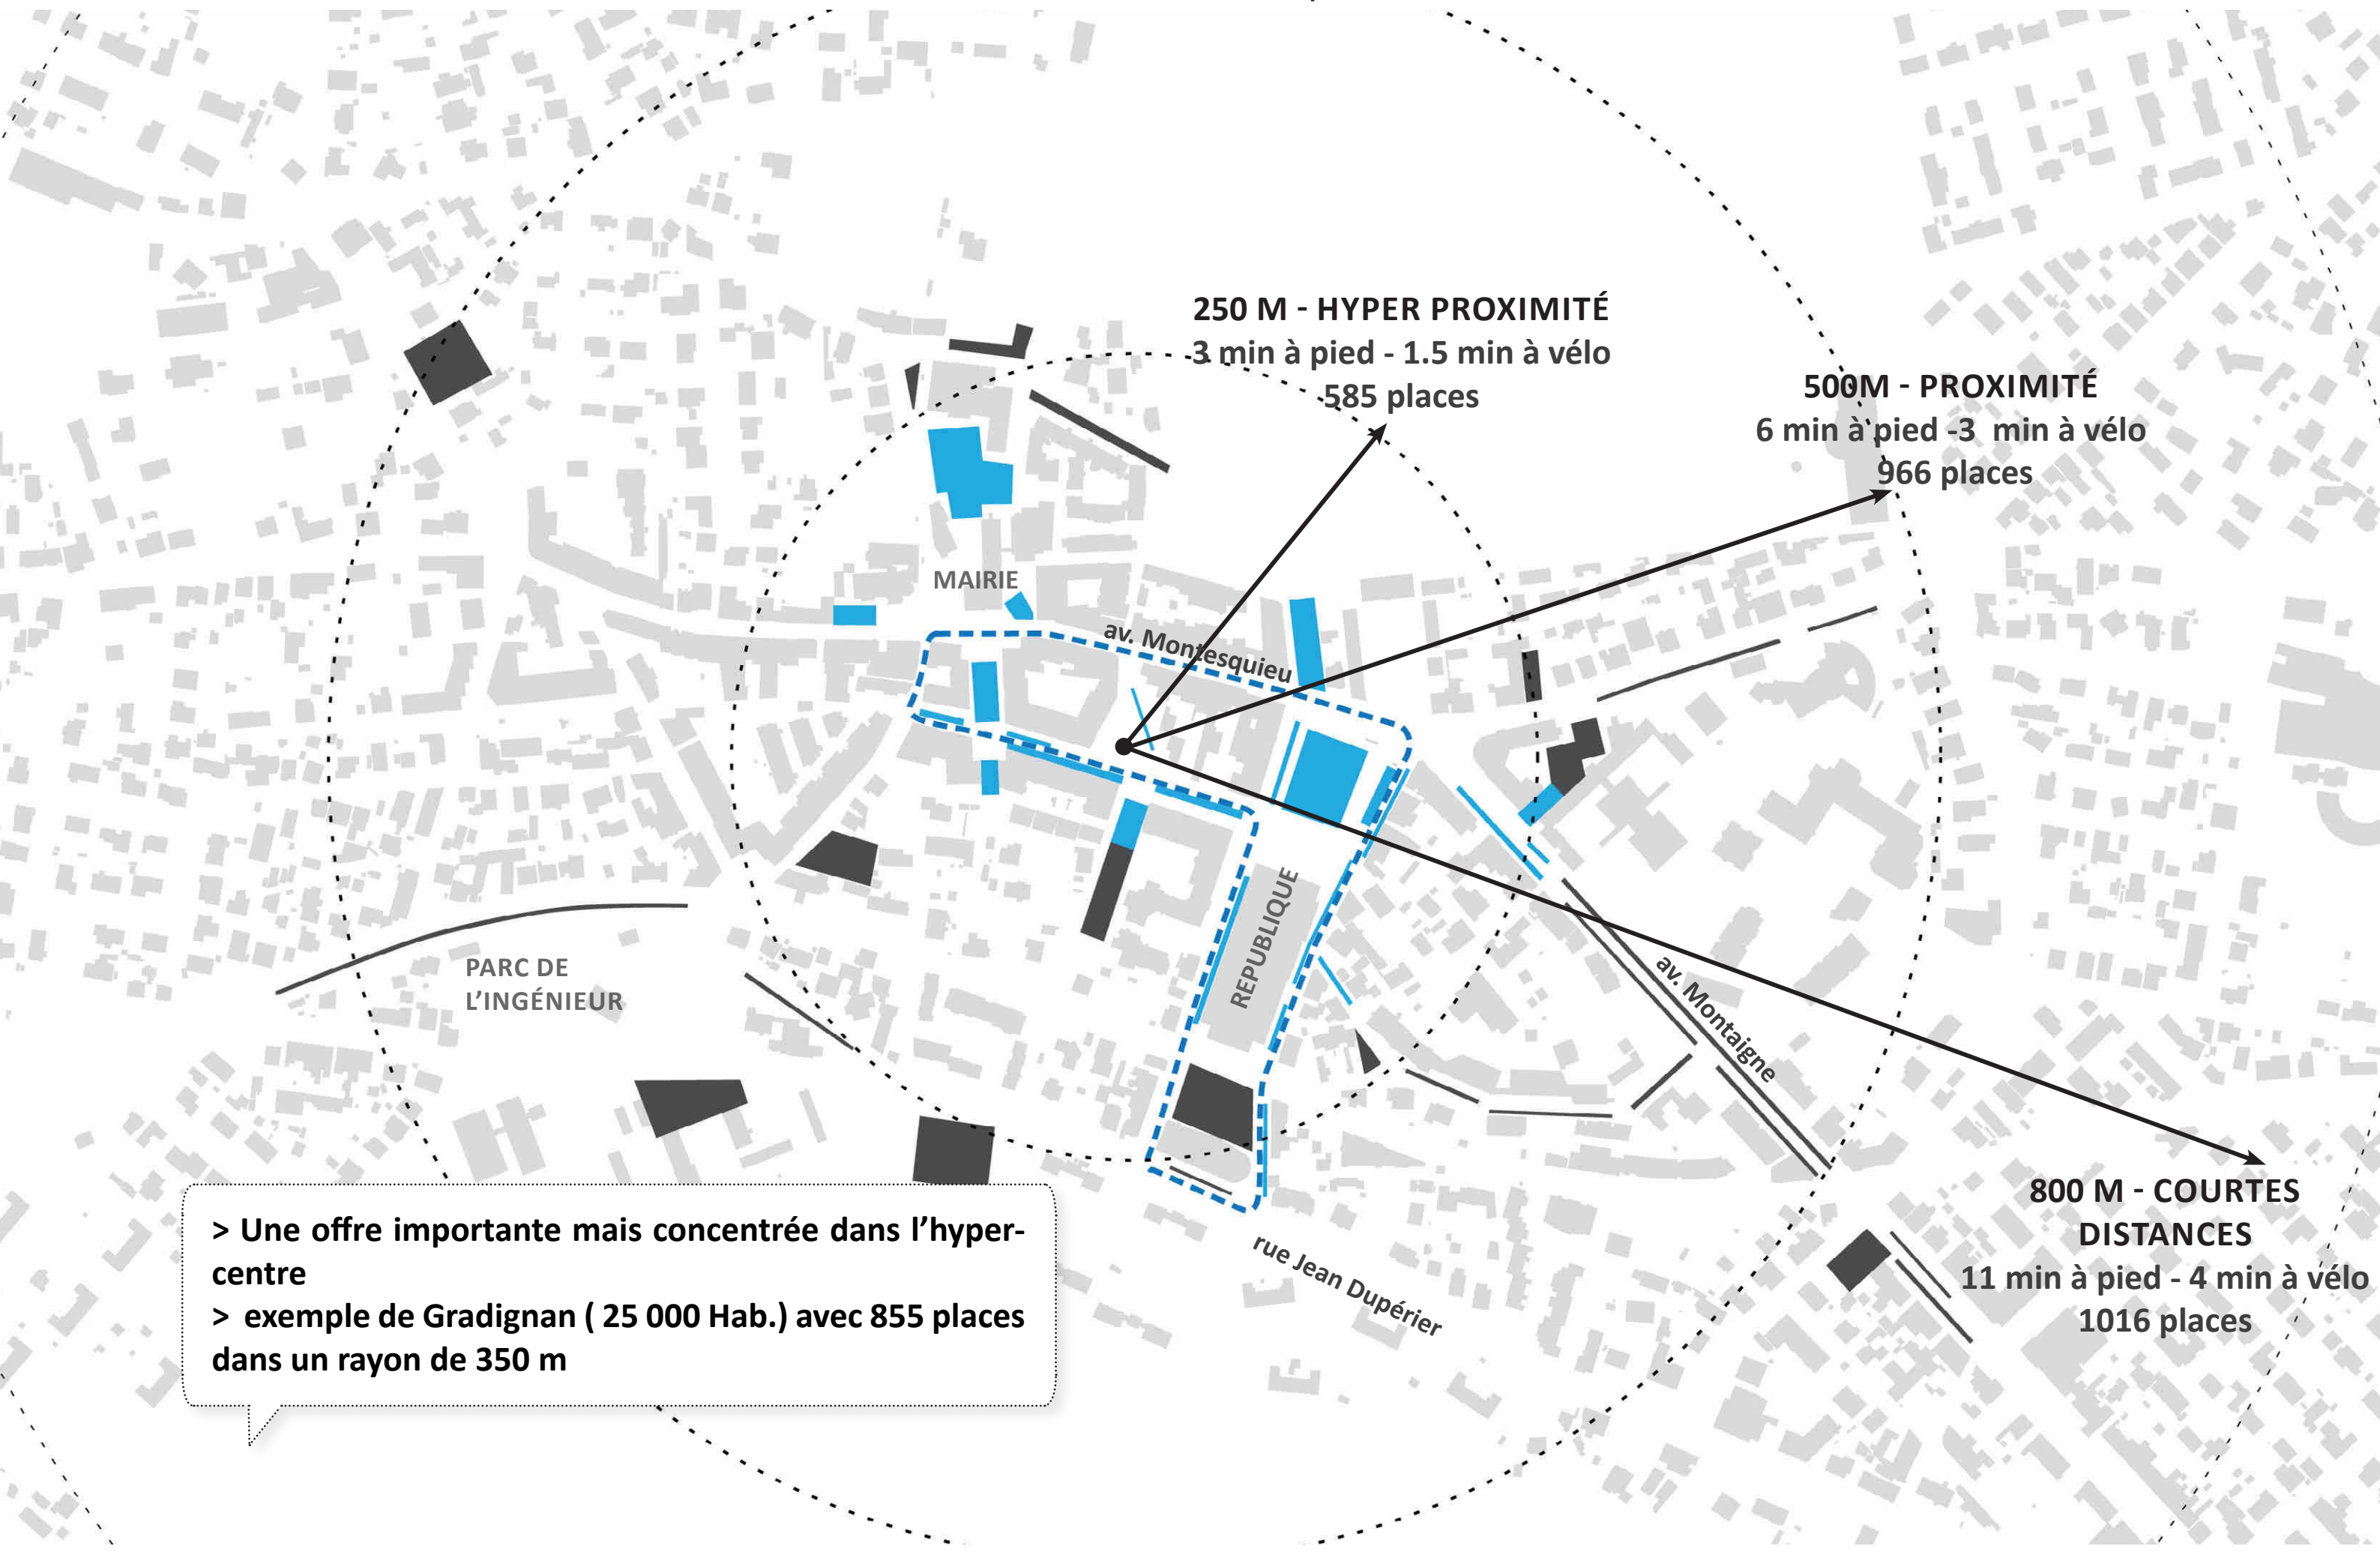 250 M - HYPER PROXIMITÉ
3 min à pied - 1.5 min à vélo
585 places
500M - PROXIMITÉ
6 min à pied -3 min à vélo
966 places
MAIRIE
av. Montesquieu
REPUBLIQUE
PARC DE
L'INGÉNIEUR
av. Montaigne
rue Jean Dupérier
800 M - COURTES
DISTANCES
11 min à pied - 4 min à vélo
1016 places
> Une offre importante mais concentrée dans l'hyper-
centre
> exemple de Gradignan ( 25 000 Hab.) avec 855 places
dans un rayon de 350 m